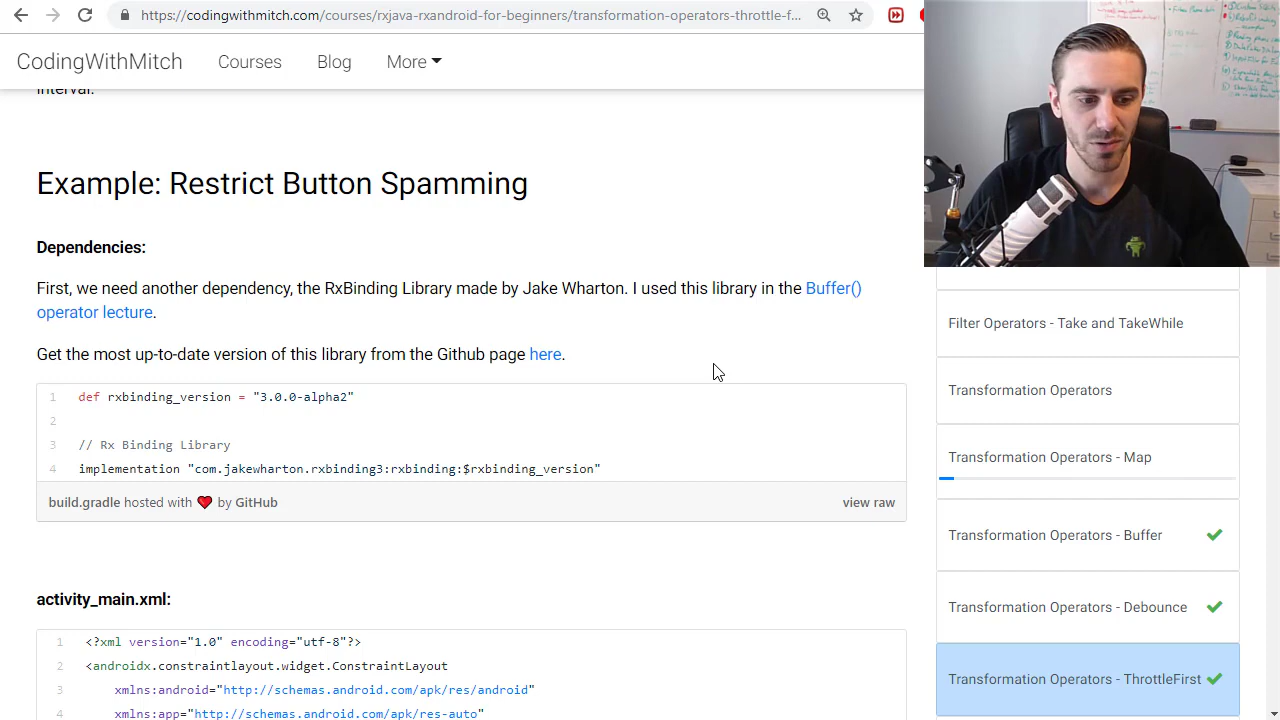 https://codingwithmitch.com/courses/rxjava-rxandroid-for-beginners/transformation-operators-throttle-f...
CodingWithMitch
Courses
Blog
More
interval.
Example: Restrict Button Spamming
Dependencies:
First, we need another dependency, the RxBinding Library made by Jake Wharton. I used this library in the Buffer()
operator lecture.
Get the most up-to-date version of this library from the Github page here.
1 def rxbinding_version = "3.0.0-alpha2"
2
3 // Rx Binding Library
4 implementation "com.jakewharton.rxbinding3:rxbinding:$rxbinding_version"
build.gradle hosted with ❤ by GitHub
view raw
activity_main.xml:
1 <?xml version="1.0" encoding="utf-8"?>
2 <androidx.constraintlayout.widget.ConstraintLayout
3 xmlns:android="http://schemas.android.com/apk/res/android"
4 xmlns:app="http://schemas.android.com/apk/res-auto"
Filter Operators - Take and TakeWhile
Transformation Operators
Transformation Operators - Map
Transformation Operators - Buffer
Transformation Operators - Debounce
Transformation Operators - ThrottleFirst